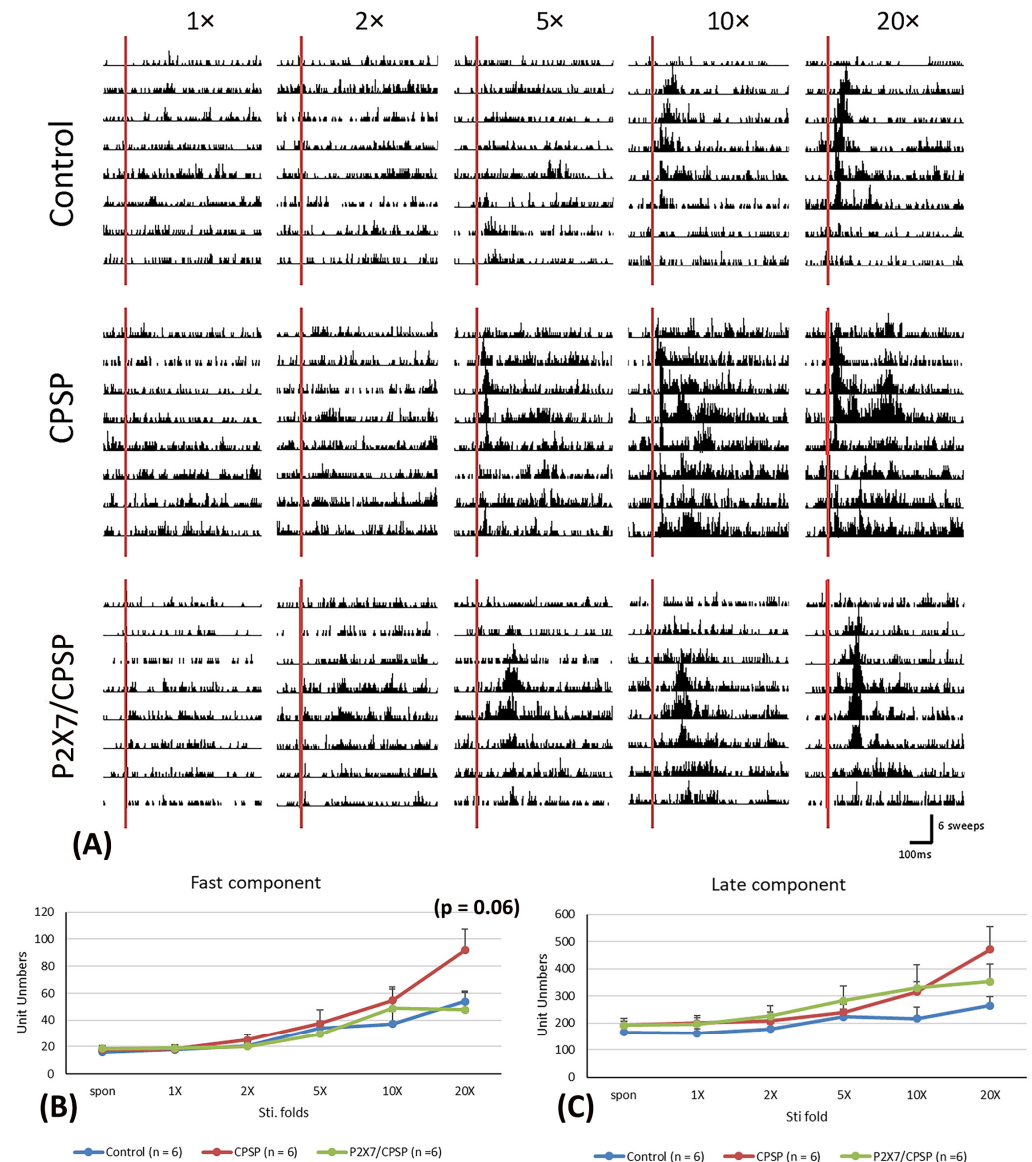 1× 2× 5× 10× 20×
Control
CPSP
P2X7/CPSP
6 sweeps
100ms
(A)
Fast component
(p = 0.06)
Unit Unmbers
120
100
80
60
40
20
0
spon 1X 2X 5X 10X 20X
Sti. folds
(B)
Control (n = 6) CPSP (n = 6) P2X7/CPSP (n =6)
Late component
Unit Unmbers
600
500
400
300
200
100
0
spon 1X 2X 5X 10X 20X
Sti fold
(C)
Control (n = 6) CPSP (n = 6) P2X7/CPSP (n =6)